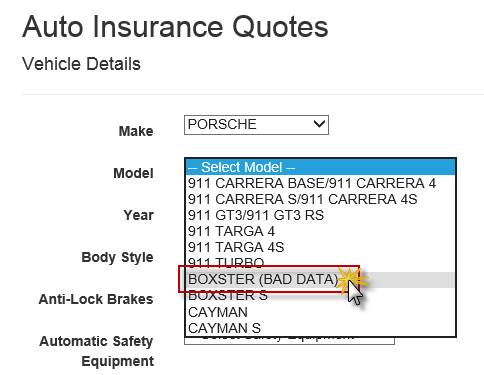 Auto Insurance Quotes
Vehicle Details
Make PORSCHE
Model -- Select Model --
911 CARRERA BASE/911 CARRERA 4
911 CARRERA S/911 CARRERA 4S
Year 911 GT3/911 GT3 RS
911 TARGA 4
911 TARGA 4S
Body Style 911 TURBO
BOXSTER (BAD DATA)
Anti-Lock Brakes BOXSTER S
CAYMAN
CAYMAN S
Automatic Safety Select Safety Equipment
Equipment